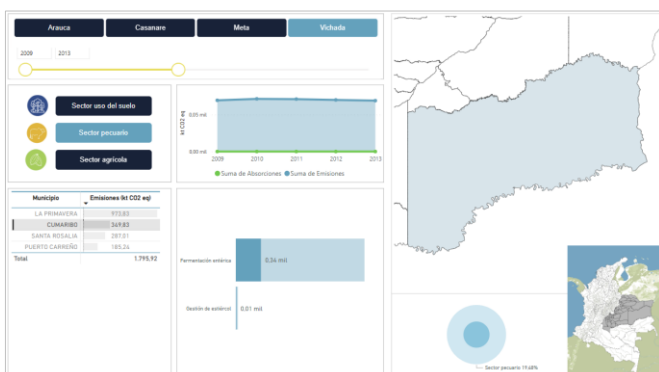 Arauca
Casanare
Meta
Vichada
2009 2013
Sector uso del suelo
Sector pecuario
Sector agrícola
kt CO2 eq
0.05 mil
0.00 mil
2009 2010 2011 2012 2013
Suma de Absorciones Suma de Emisiones
Municipio Emisiones (kt CO2 eq)
LA PRIMAVERA 973,83
CUMARIBO 349,83
SANTA ROSALIA 287,01
PUERTO CARREÑO 185,24
Total 1.795,92
Fermentación entérica 0,34 mil
Gestión de estiércol 0,01 mil
Sector pecuario 19.48%